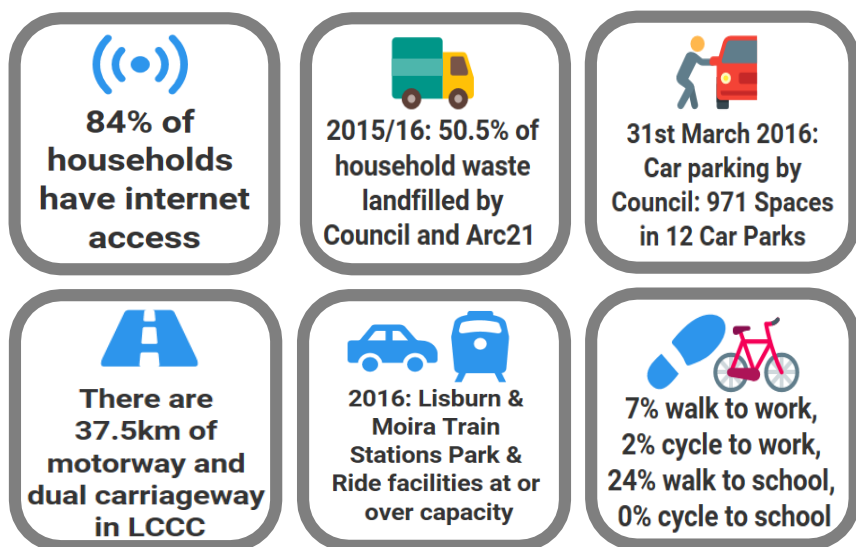 84% of
households
have internet
access
2015/16: 50.5% of
household waste
landfilled by
Council and Arc21
31st March 2016:
Car parking by
Council: 971 Spaces
in 12 Car Parks
There are
37.5km of
motorway and
dual carriageway
in LCCC
2016: Lisburn &
Moira Train
Stations Park &
Ride facilities at or
over capacity
7% walk to work,
2% cycle to work,
24% walk to school,
0% cycle to school